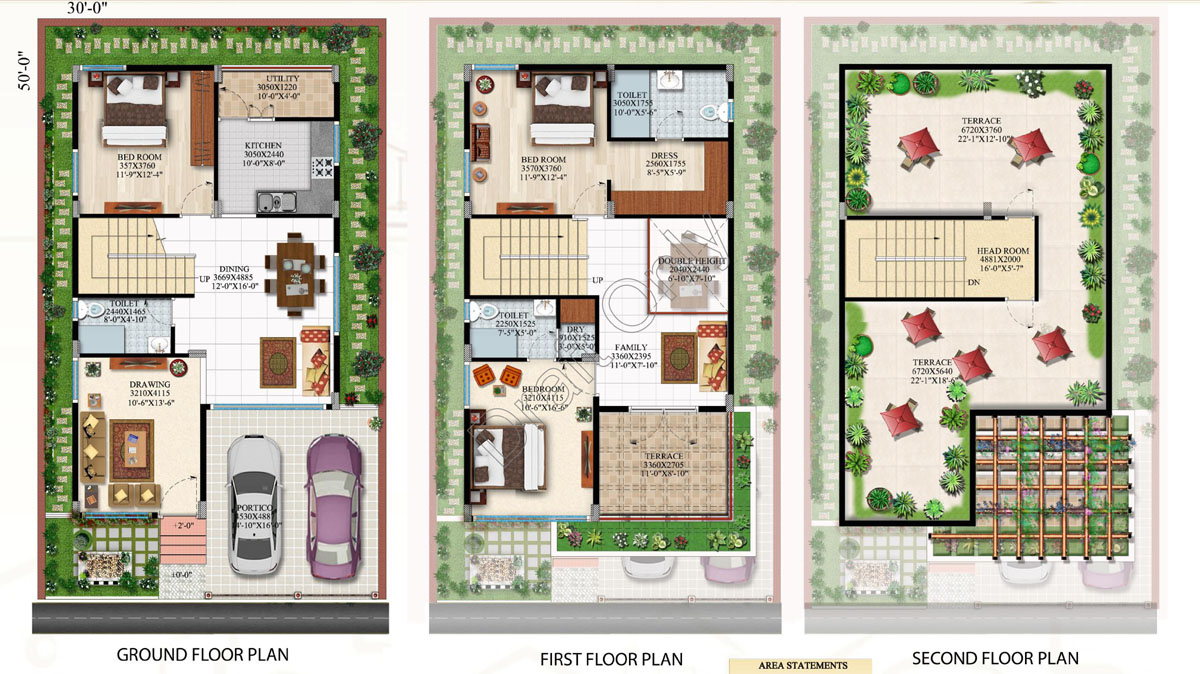 30'-0"
50'-0"
UTILITY
3050X1220
10'-0"X4'-0"
KITCHEN
3050X2440
10'-0"X8'-0"
BED ROOM
357X3760
11'-9"X12'-4"
UP
DINING
3669X4885
12'-0"X16'-0"
TOILET
2440X1465
8'-0"X4'-10"
DRAWING
3210X4115
10'-6"X13'-6"
PORTICO
4530X4881
14'-10"X16'-0"
+2'-0"
±0'-0"
GROUND FLOOR PLAN
TOILET
3050X1755
10'-0"X5'-6"
BED ROOM
3570X3760
11'-9"X12'-4"
DRESS
2560X1755
8'-5"X5'-9"
DOUBLE HEIGHT
2040X2440
6'-10"X7'-10"
UP
TOILET
2250X1525
7'-5"X5'-0"
DRY
910X1525
3'-0"X5'-0"
FAMILY
3360X2395
11'-0"X7'-10"
BEDROOM
3210X4115
10'-6"X16'-6"
TERRACE
3360X2705
11'-0"X8'-10"
FIRST FLOOR PLAN
TERRACE
6720X3760
22'-1"X12'-10"
HEAD ROOM
4881X2000
16'-0"X5'-7"
DN
TERRACE
6720X5640
22'-1"X18'-6"
SECOND FLOOR PLAN
AREA STATEMENTS